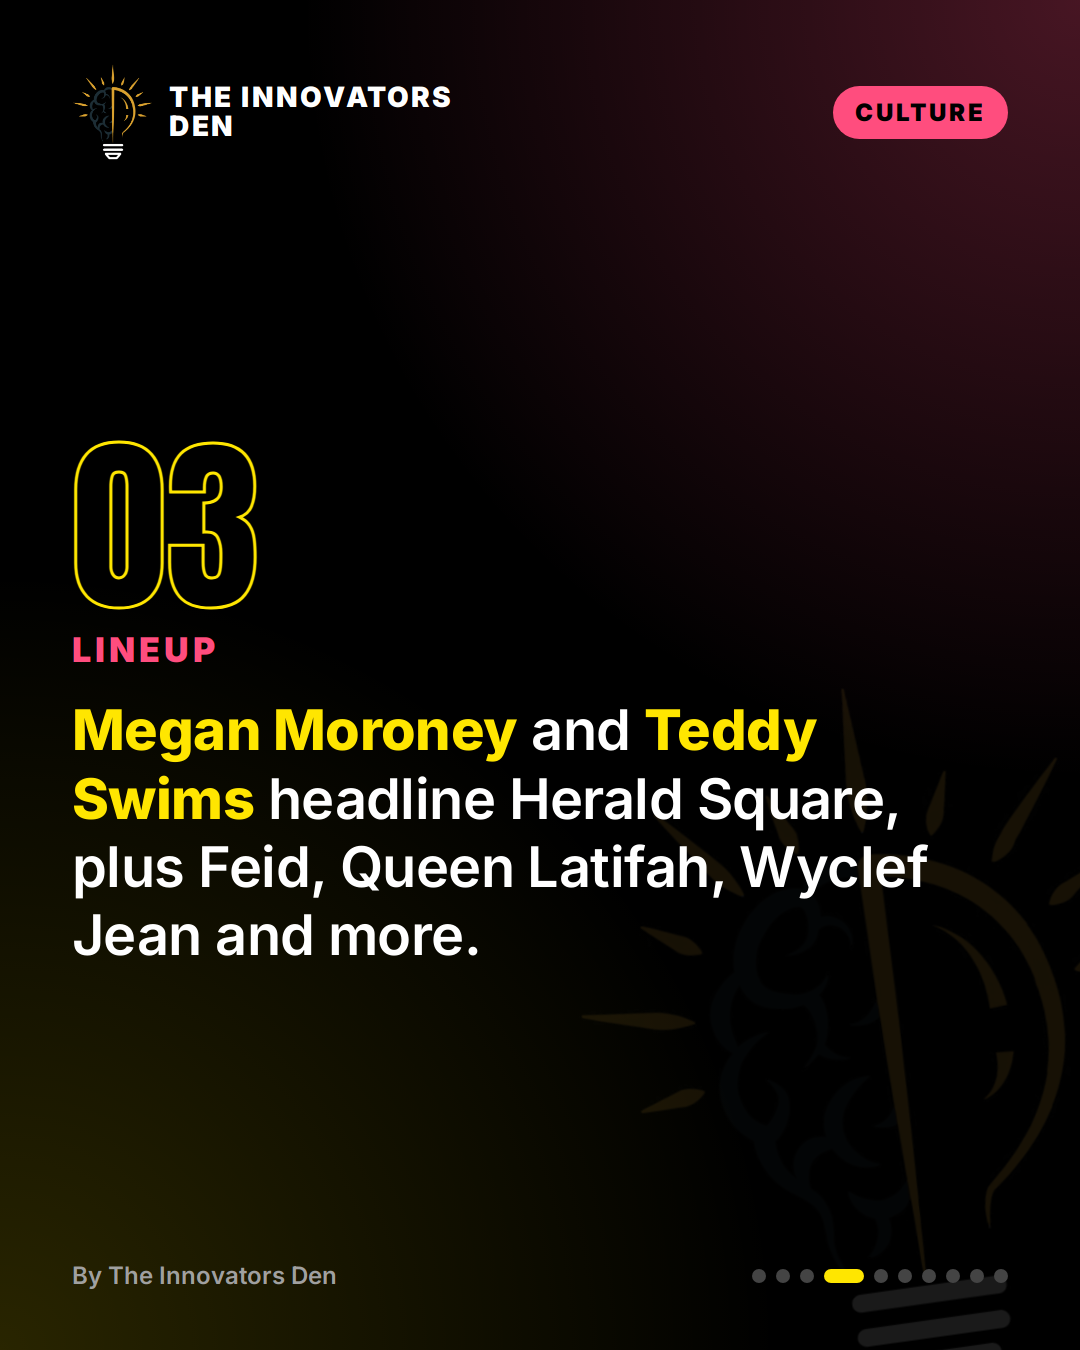 THE INNOVATORS
DEN
CULTURE
03
LINEUP
Megan Moroney and Teddy
Swims headline Herald Square,
plus Feid, Queen Latifah, Wyclef
Jean and more.
By The Innovators Den